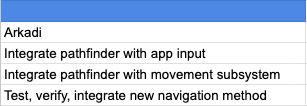 Arkadi
Integrate pathfinder with app input
Integrate pathfinder with movement subsystem
Test, verify, integrate new navigation method